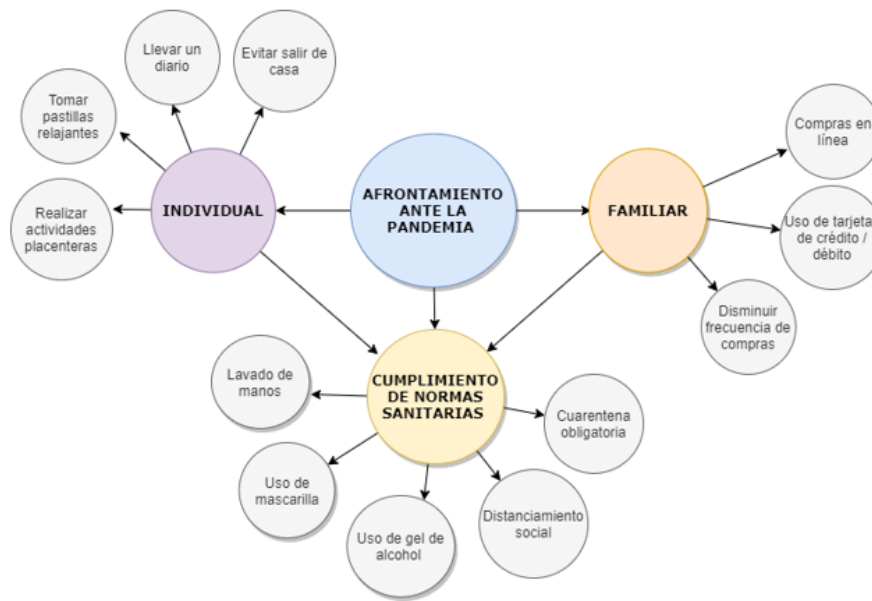 Llevar un
diario
Evitar salir de
casa
Tomar
pastillas
relajantes
Realizar
actividades
placenteras
INDIVIDUAL
AFRONTAMIENTO
ANTE LA
PANDEMIA
FAMILIAR
Compras en
línea
Uso de tarjeta
de crédito /
débito
Disminuir
frecuencia de
compras
CUMPLIMIENTO
DE NORMAS
SANITARIAS
Lavado de
manos
Uso de
mascarilla
Uso de gel de
alcohol
Distanciamiento
social
Cuarentena
obligatoria